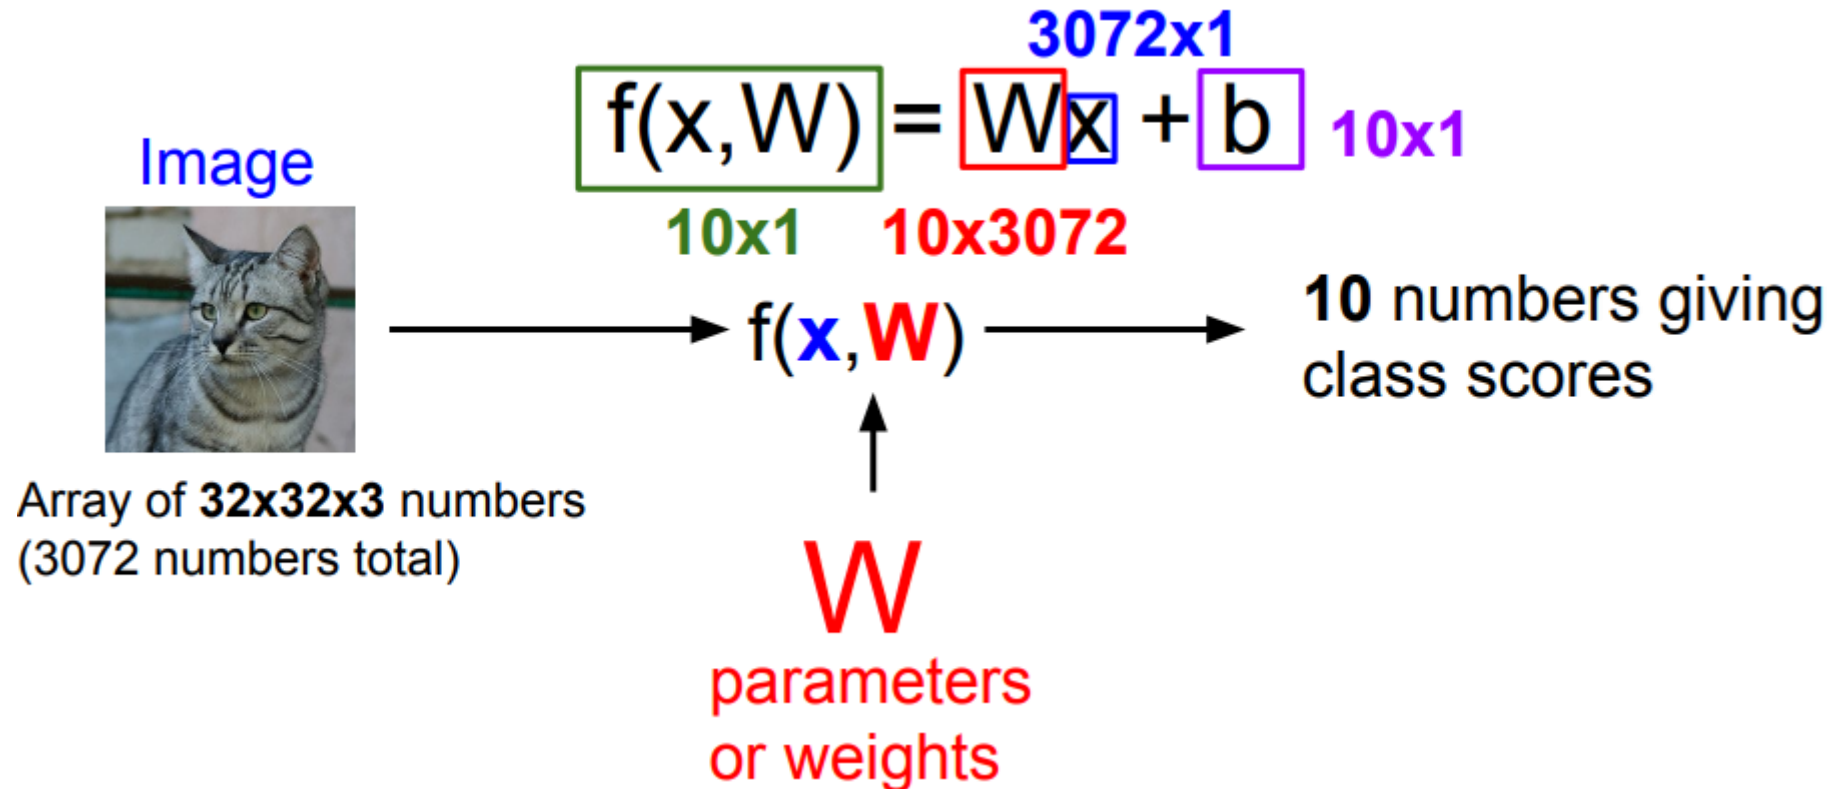 3072x1
f(x,W) = Wx + b 10x1
10x1 10x3072
Image
f(x,W)
10 numbers giving
class scores
Array of 32x32x3 numbers
(3072 numbers total)
W
parameters
or weights